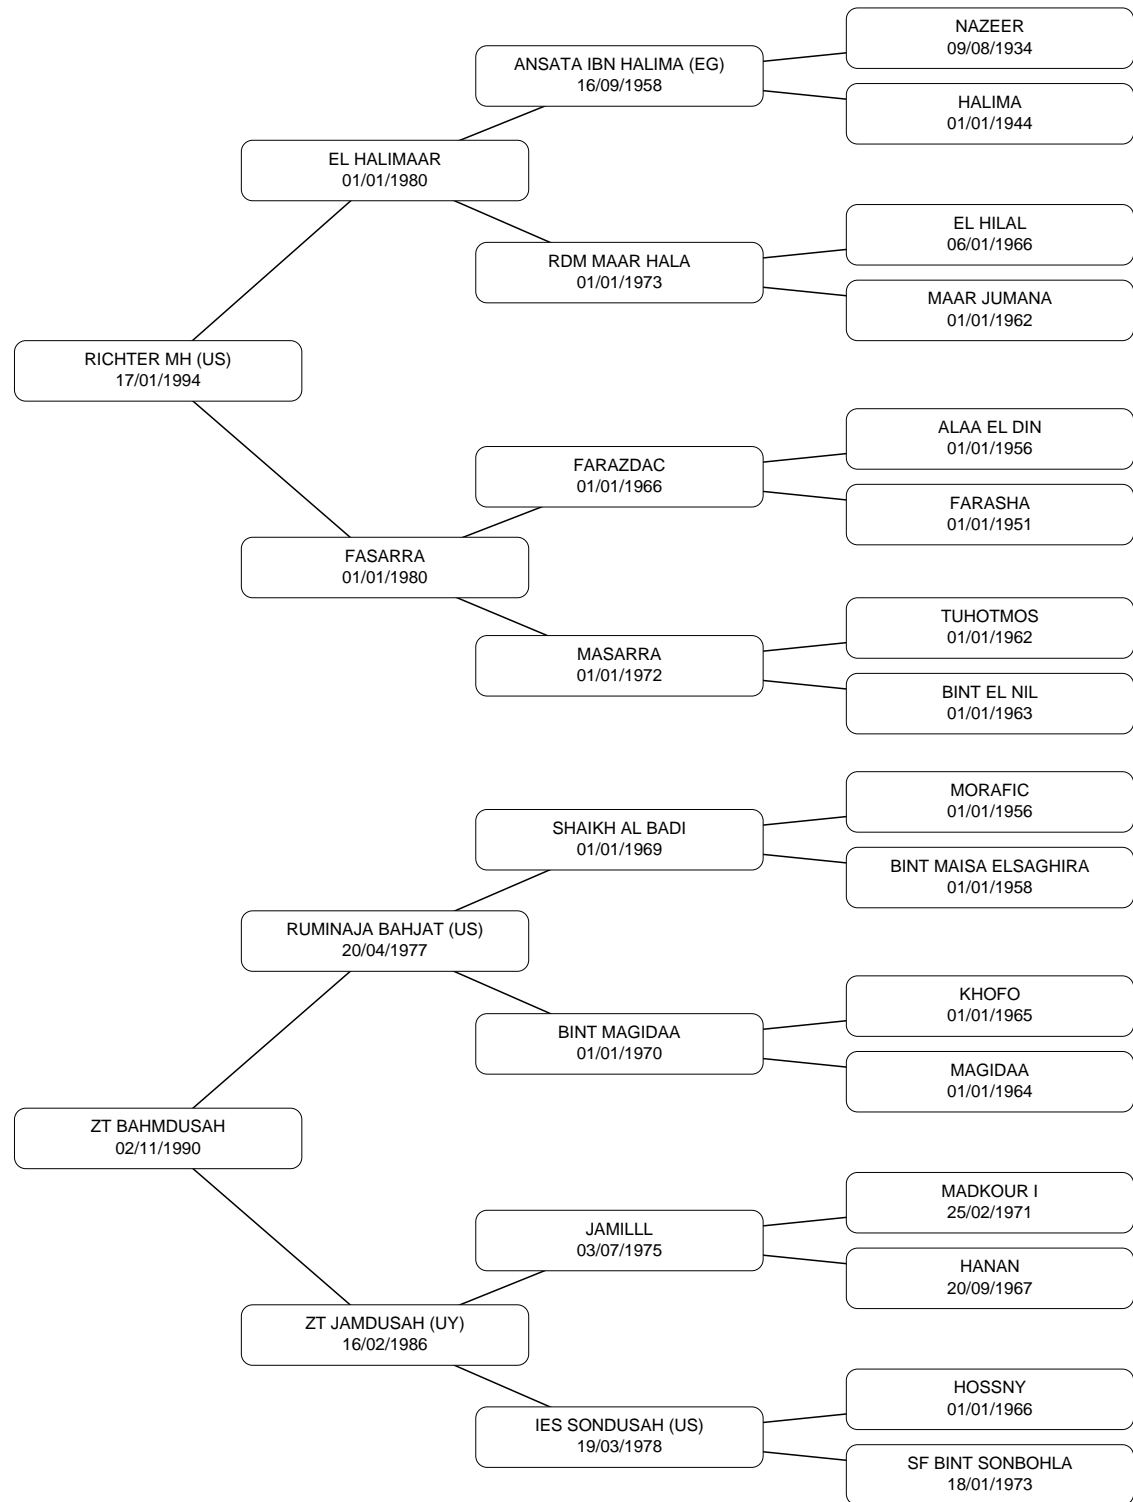 NAZEER
09/08/1934
ANSATA IBN HALIMA (EG)
16/09/1958
HALIMA
01/01/1944
EL HALIMAAR
01/01/1980
EL HILAL
06/01/1966
RDM MAAR HALA
01/01/1973
MAAR JUMANA
01/01/1962
RICHTER MH (US)
17/01/1994
ALAA EL DIN
01/01/1956
FARAZDAC
01/01/1966
FARASHA
01/01/1951
FASARRA
01/01/1980
TUHOTMOS
01/01/1962
MASARRA
01/01/1972
BINT EL NIL
01/01/1963
MORAFIC
01/01/1956
SHAIKH AL BADI
01/01/1969
BINT MAISA ELSAGHIRA
01/01/1958
RUMINAJA BAHJAT (US)
20/04/1977
KHOFO
01/01/1965
BINT MAGIDAA
01/01/1970
MAGIDAA
01/01/1964
ZT BAHMDUSAH
02/11/1990
MADKOUR I
25/02/1971
JAMILLL
03/07/1975
HANAN
20/09/1967
ZT JAMDUSAH (UY)
16/02/1986
HOSSNY
01/01/1966
IES SONDUSAH (US)
19/03/1978
SF BINT SONBOHLA
18/01/1973